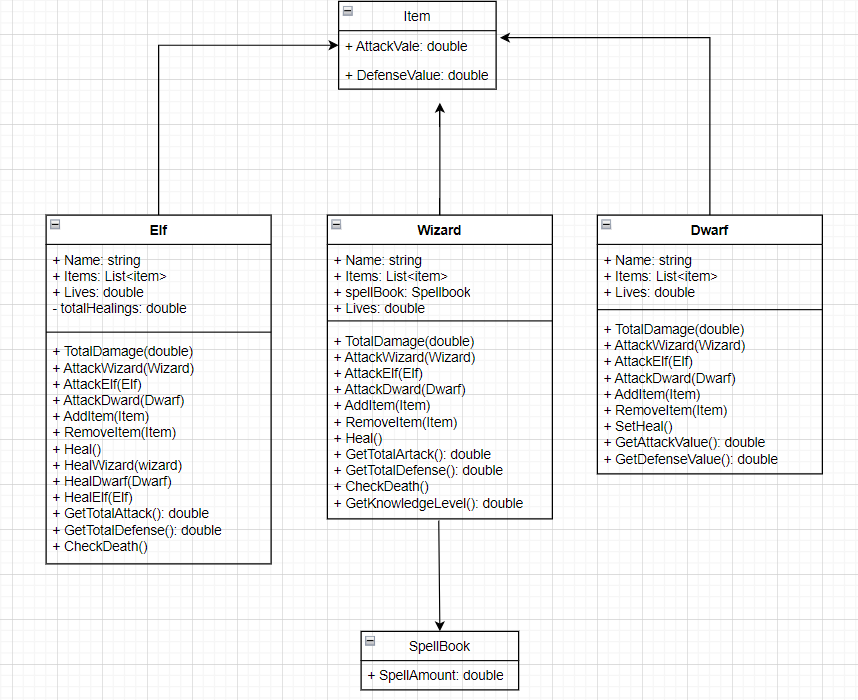 Item
+ AttackVale: double
+ DefenseValue: double
Elf
+ Name: string
+ Items: List<item>
+ Lives: double
- totalHealings: double
+ TotalDamage(double)
+ AttackWizard(Wizard)
+ AttackElf(Elf)
+ AttackDward(Dwarf)
+ AddItem(Item)
+ RemoveItem(Item)
+ Heal()
+ HealWizard(wizard)
+ HealDwarf(Dwarf)
+ HealElf(Elf)
+ GetTotalAttack(): double
+ GetTotalDefense(): double
+ CheckDeath()
Wizard
+ Name: string
+ Items: List<item>
+ spellBook: Spellbook
+ Lives: double
+ TotalDamage(double)
+ AttackWizard(Wizard)
+ AttackElf(Elf)
+ AttackDward(Dwarf)
+ AddItem(Item)
+ RemoveItem(Item)
+ Heal()
+ GetTotalArtack(): double
+ GetTotalDefense(): double
+ CheckDeath()
+ GetKnowledgeLevel(): double
Dwarf
+ Name: string
+ Items: List<item>
+ Lives: double
+ TotalDamage(double)
+ AttackWizard(Wizard)
+ AttackElf(Elf)
+ AttackDward(Dwarf)
+ AddItem(Item)
+ RemoveItem(Item)
+ SetHeal()
+ GetAttackValue(): double
+ GetDefenseValue(): double
SpellBook
+ SpellAmount: double